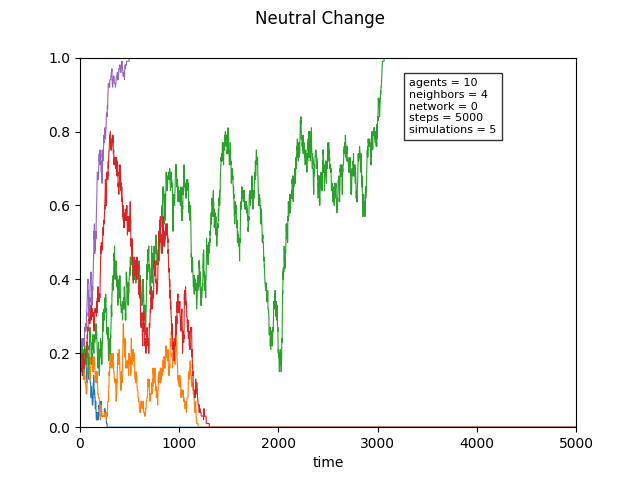 Neutral Change
1.0
0.8
0.6
0.4
0.2
0.0
agents = 10
neighbors = 4
network = 0
steps = 5000
simulations = 5
0 1000 2000 3000 4000 5000
time